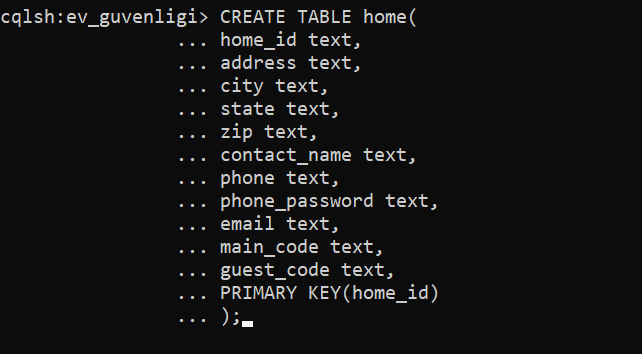 cqlsh:ev_guvenligi> CREATE TABLE home(
... home_id text,
... address text,
... city text,
... state text,
... zip text,
... contact_name text,
... phone text,
... phone_password text,
... email text,
... main_code text,
... guest_code text,
... PRIMARY KEY(home_id)
... );